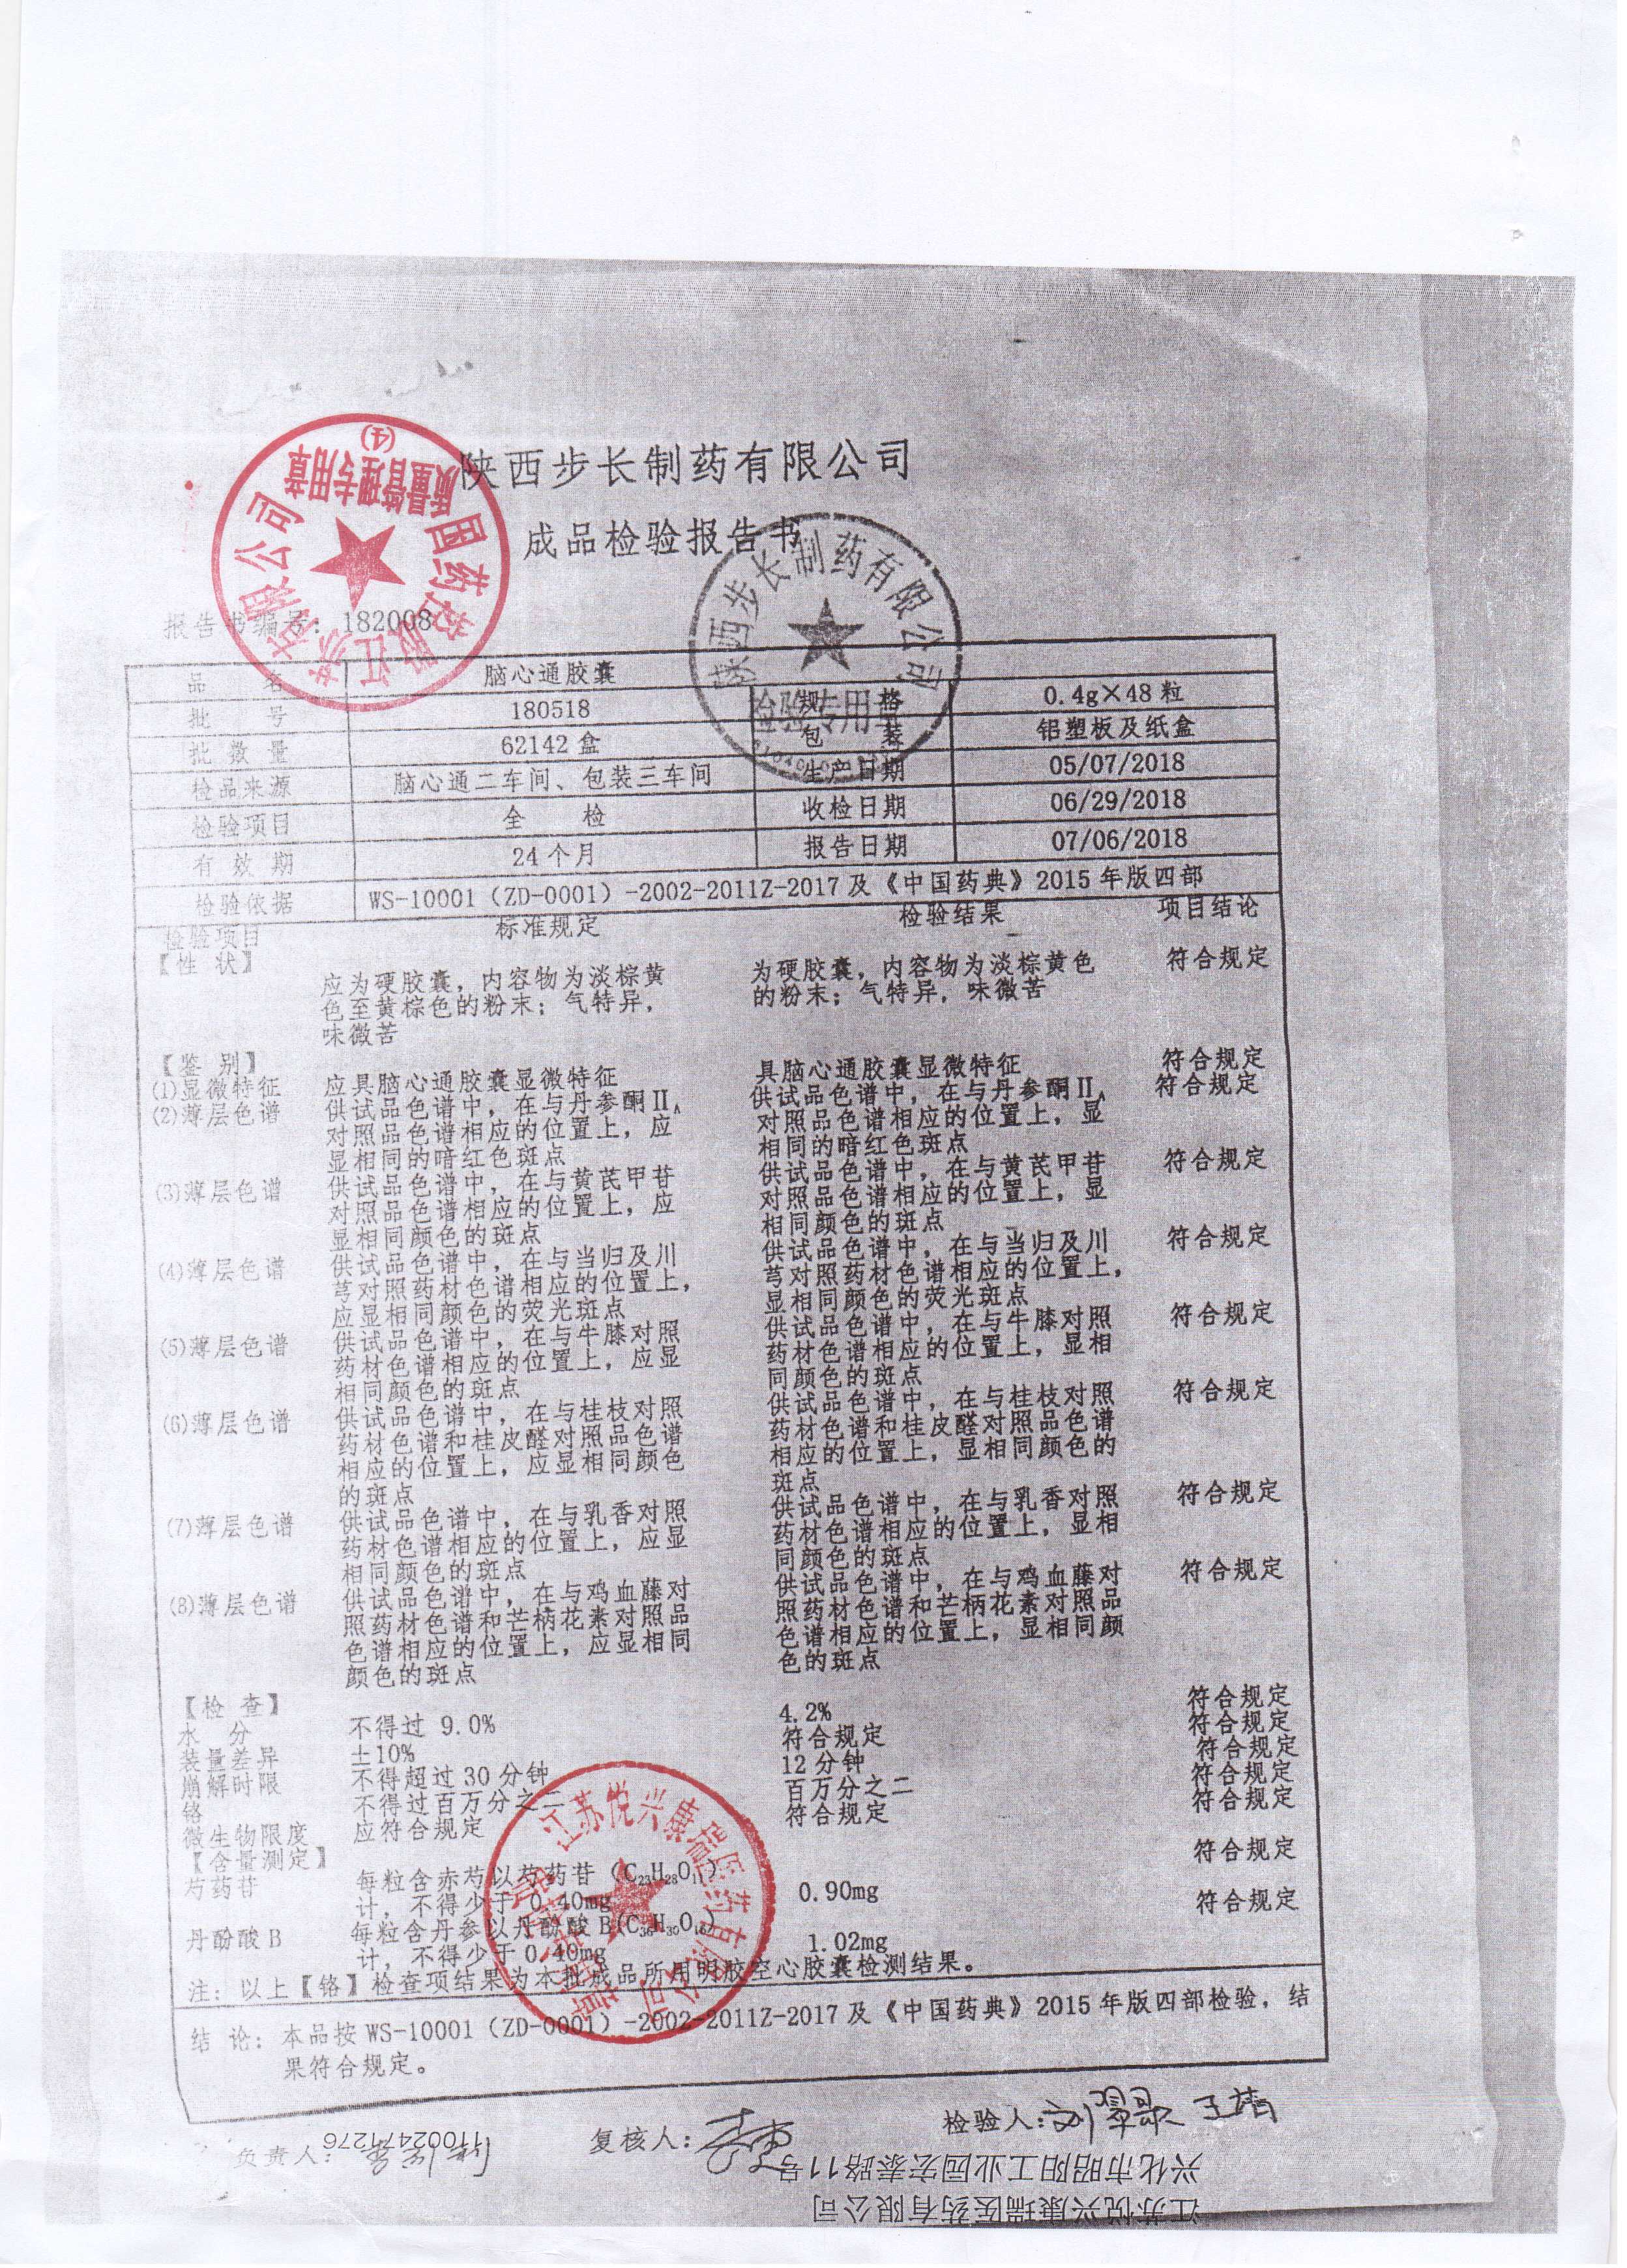 陕西步长制药有限公司
成品检验报告书
国药控股江苏有限公司
质量管理专用章
(4)
陕西步长制药有限公司
检验专用章
报告书编号：182008
品 名 脑心通胶囊 规 格 0.4g×48粒
批 号 180518 包 装 铝塑板及纸盒
批 数 量 62142盒 生产日期 05/07/2018
检品来源 脑心通二车间、包装三车间 收检日期 06/29/2018
检验项目 全 检 报告日期 07/06/2018
有 效 期 24个月
检验依据 WS-10001（ZD-0001）-2002-2011Z-2017及《中国药典》2015年版四部
检验项目 标准规定 检验结果 项目结论
【性 状】 符合规定
应为硬胶囊，内容物为淡棕黄 为硬胶囊，内容物为淡棕黄色
色至黄棕色的粉末；气特异， 的粉末；气特异，味微苦
味微苦
【鉴 别】 符合规定
(1)显微特征 应具脑心通胶囊显微特征 具脑心通胶囊显微特征 符合规定
(2)薄层色谱 供试品色谱中，在与丹参酮ⅡA 供试品色谱中，在与丹参酮ⅡA
对照品色谱相应的位置上，应 对照品色谱相应的位置上，显
显相同的暗红色斑点 相同的暗红色斑点
(3)薄层色谱 供试品色谱中，在与黄芪甲苷 供试品色谱中，在与黄芪甲苷 符合规定
对照品色谱相应的位置上，应 对照品色谱相应的位置上，显
显相同颜色的斑点 相同颜色的斑点
(4)薄层色谱 供试品色谱中，在与当归及川 供试品色谱中，在与当归及川 符合规定
芎对照药材色谱相应的位置上， 芎对照药材色谱相应的位置上，
应显相同颜色的荧光斑点 显相同颜色的荧光斑点
(5)薄层色谱 供试品色谱中，在与牛膝对照 供试品色谱中，在与牛膝对照 符合规定
药材色谱相应的位置上，应显 药材色谱相应的位置上，显相
相同颜色的斑点 同颜色的斑点
(6)薄层色谱 供试品色谱中，在与桂枝对照 供试品色谱中，在与桂枝对照 符合规定
药材色谱和桂皮醛对照品色谱 药材色谱和桂皮醛对照品色谱
相应的位置上，应显相同颜色 相应的位置上，显相同颜色的
的斑点 斑点
(7)薄层色谱 供试品色谱中，在与乳香对照 供试品色谱中，在与乳香对照 符合规定
药材色谱相应的位置上，应显 药材色谱相应的位置上，显相
相同颜色的斑点 同颜色的斑点
(8)薄层色谱 供试品色谱中，在与鸡血藤对 供试品色谱中，在与鸡血藤对 符合规定
照药材色谱和芒柄花素对照品 照药材色谱和芒柄花素对照品
色谱相应的位置上，应显相同 色谱相应的位置上，显相同颜
颜色的斑点 色的斑点
【检 查】 符合规定
水 分 不得过 9.0% 4.2% 符合规定
装量差异 ±10% 符合规定 符合规定
崩解时限 不得超过30分钟 12分钟 符合规定
铬 不得过百万分之二 百万分之二 符合规定
微生物限度 应符合规定 符合规定
【含量测定】 符合规定
芍药苷 每粒含赤芍以芍药苷（C23H28O11） 0.90mg 符合规定
计，不得少于 0.40mg
丹酚酸B 每粒含丹参以丹酚酸B(C36H30O16) 1.02mg
计，不得少于0.40mg
注：以上【铬】检查项结果为本批成品所用明胶空心胶囊检测结果。
结 论：本品按WS-10001（ZD-0001）-2002-2011Z-2017及《中国药典》2015年版四部检验，结
果符合规定。
江苏悦兴康瑞医药有限公司
负责人：
复核人：
检验人：
11002471276
兴化市昭阳工业园宏泰路11号
江苏悦兴康瑞医药有限公司